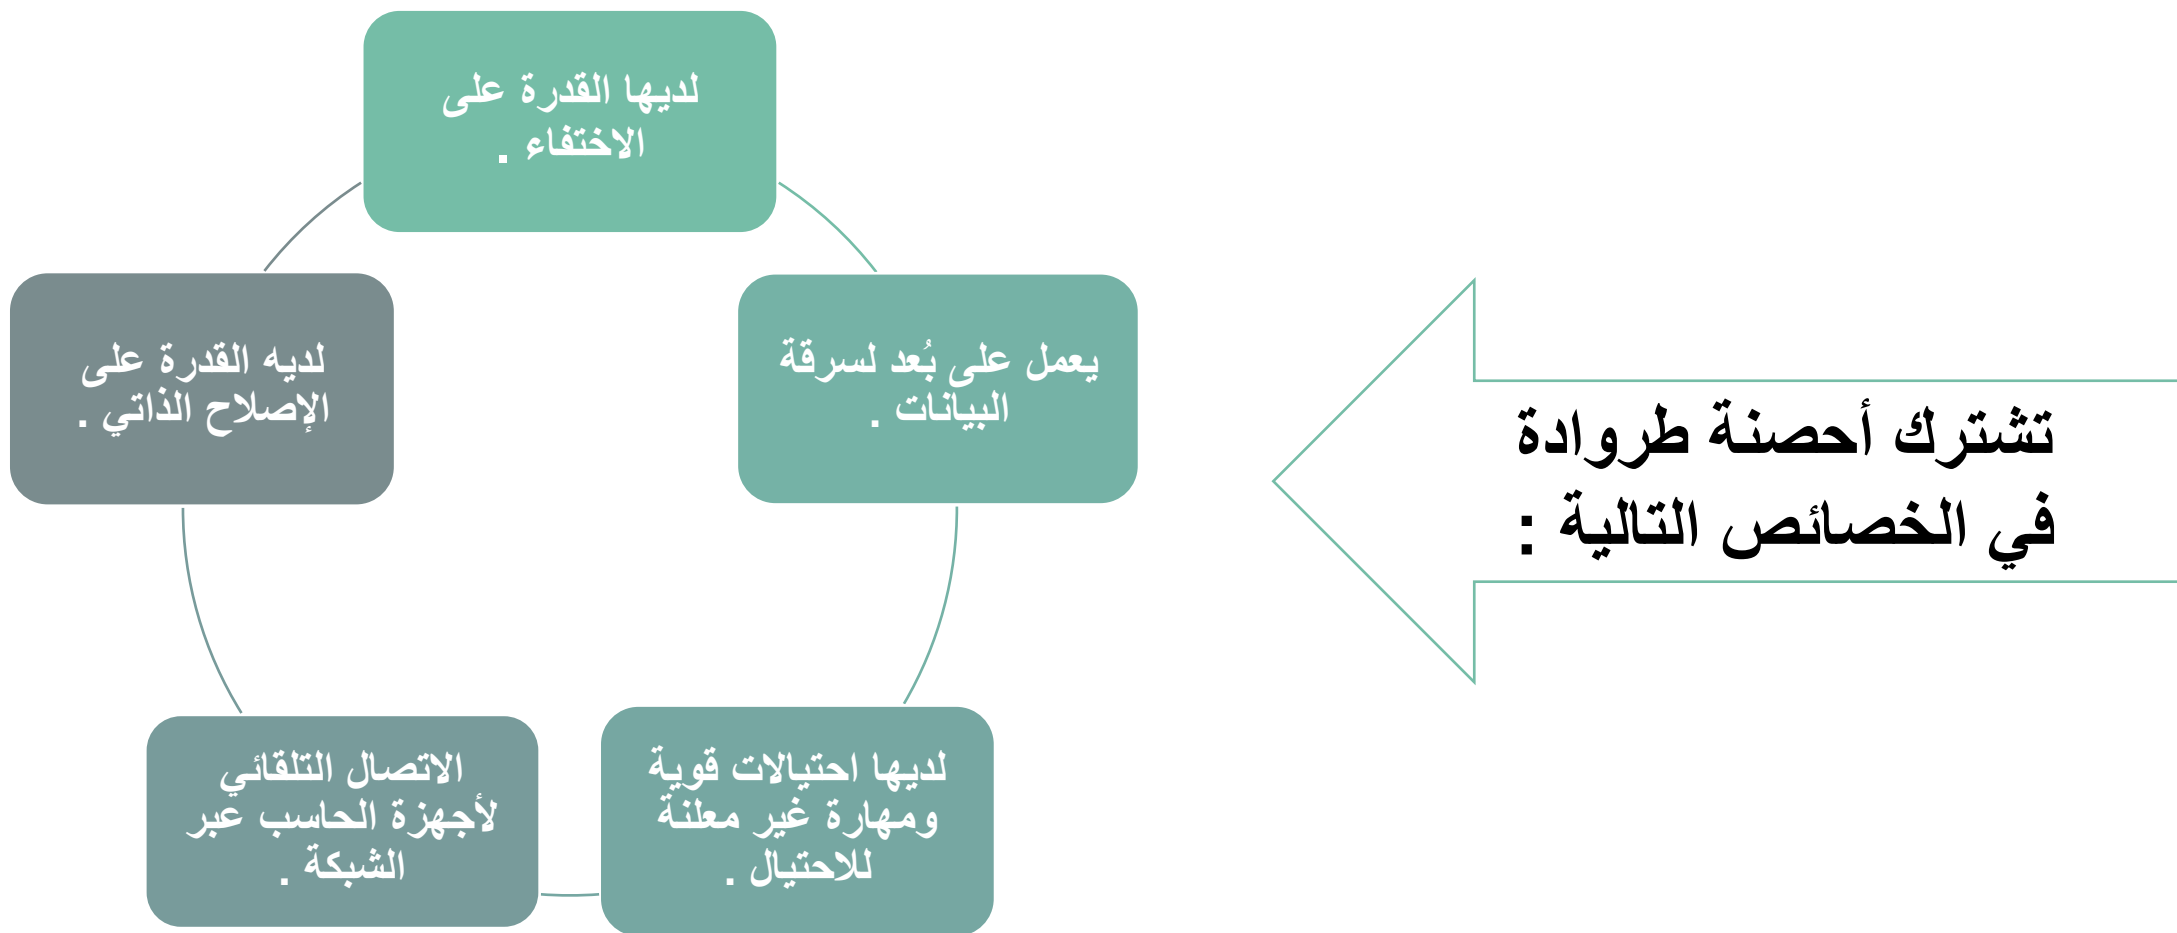 تشترك أحصنة طروادة
في الخصائص التالية :
لديها القدرة على
الاختفاء .
يعمل على بُعد لسرقة
البيانات .
لديها احتيالات قوية
ومهارة غير معلنة
للاحتيال .
الاتصال التلقائي
لأجهزة الحاسب عبر
الشبكة .
لديه القدرة على
الإصلاح الذاتي .